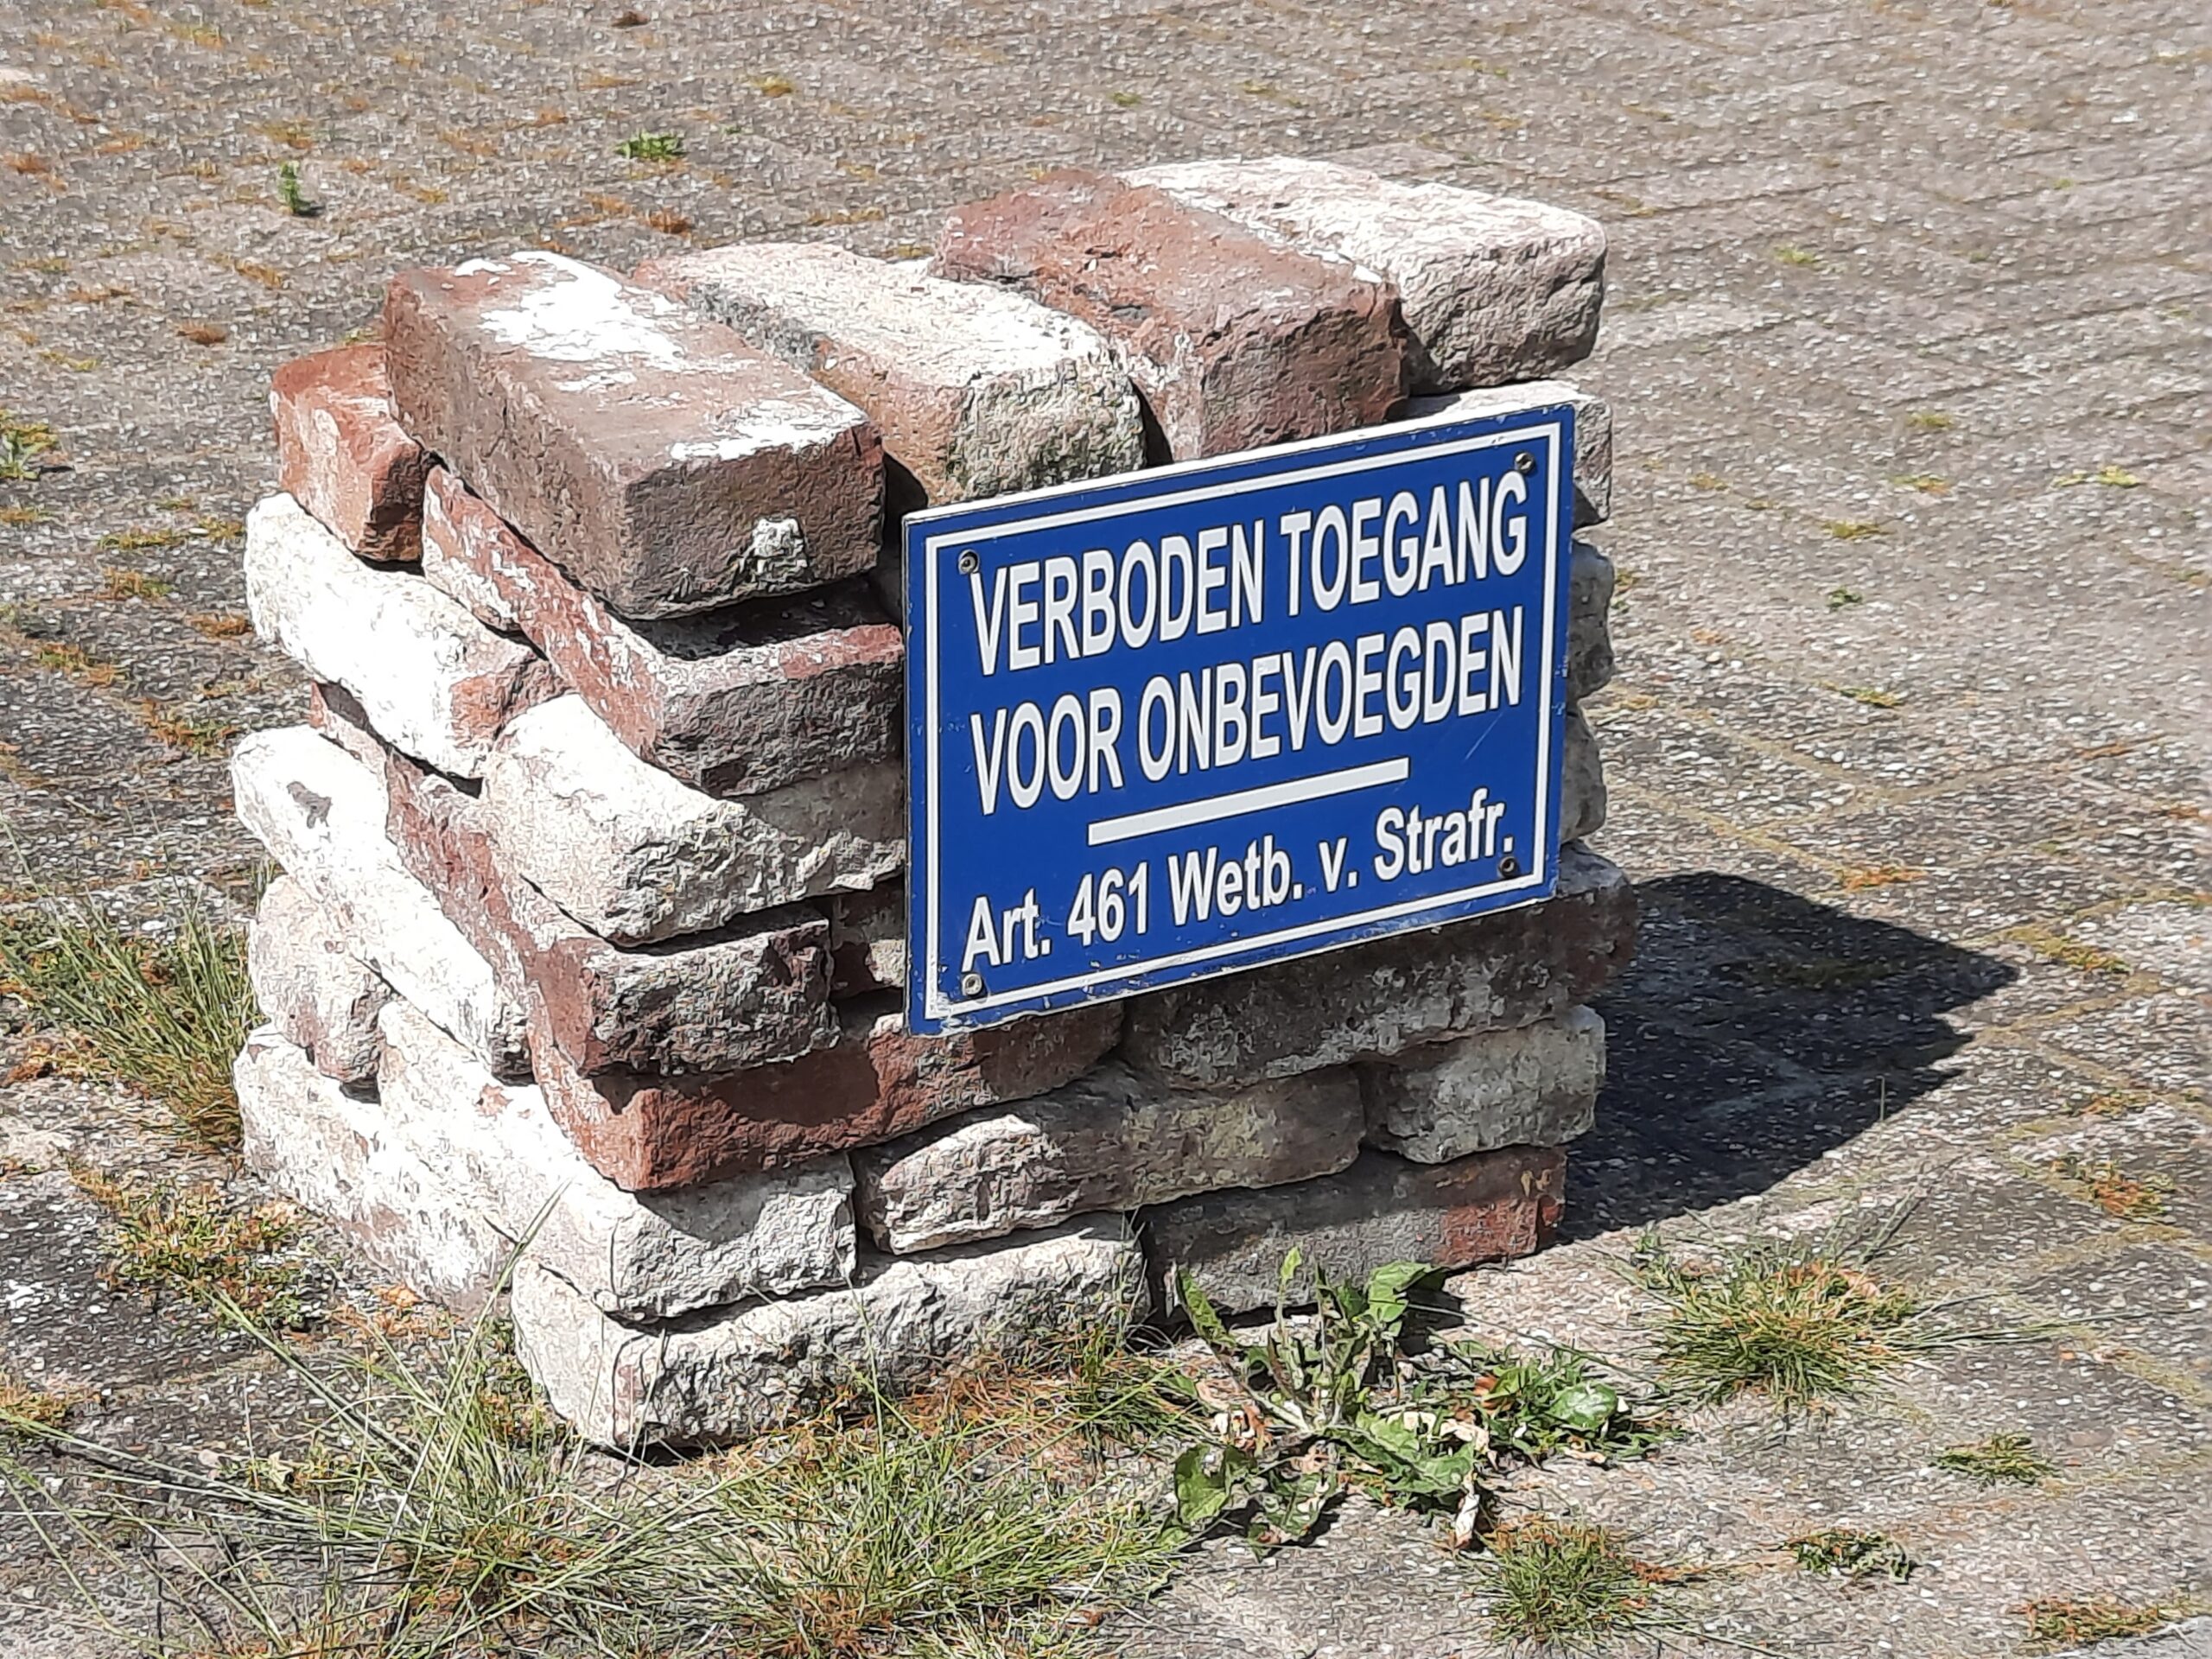 VERBODEN TOEGANG
VOOR ONBEVOEGDEN
Art. 461 Wetb. v. Strafr.